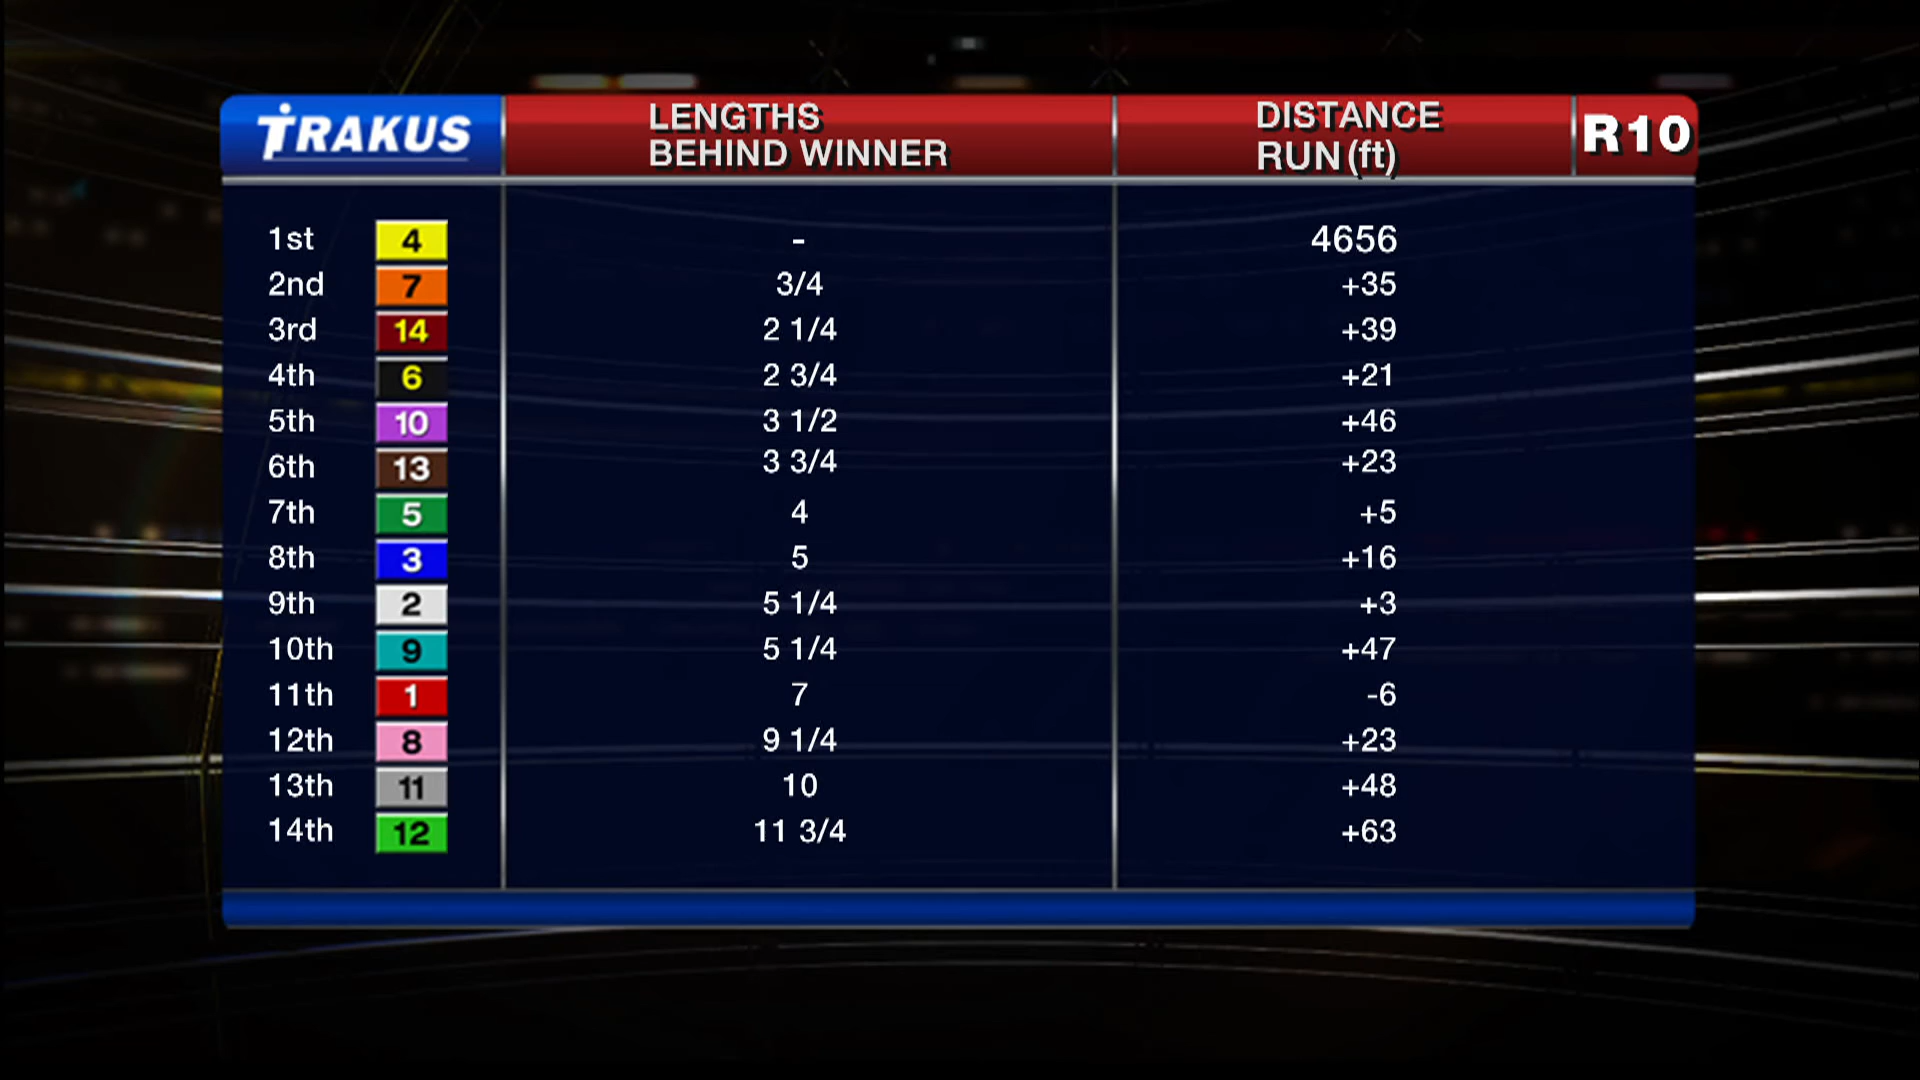 TRAKUS LENGTHS BEHIND WINNER DISTANCE RUN (ft) R10
1st 4 - 4656
2nd 7 3/4 +35
3rd 14 2 1/4 +39
4th 6 2 3/4 +21
5th 10 3 1/2 +46
6th 13 3 3/4 +23
7th 5 4 +5
8th 3 5 +16
9th 2 5 1/4 +3
10th 9 5 1/4 +47
11th 1 7 -6
12th 8 9 1/4 +23
13th 11 10 +48
14th 12 11 3/4 +63